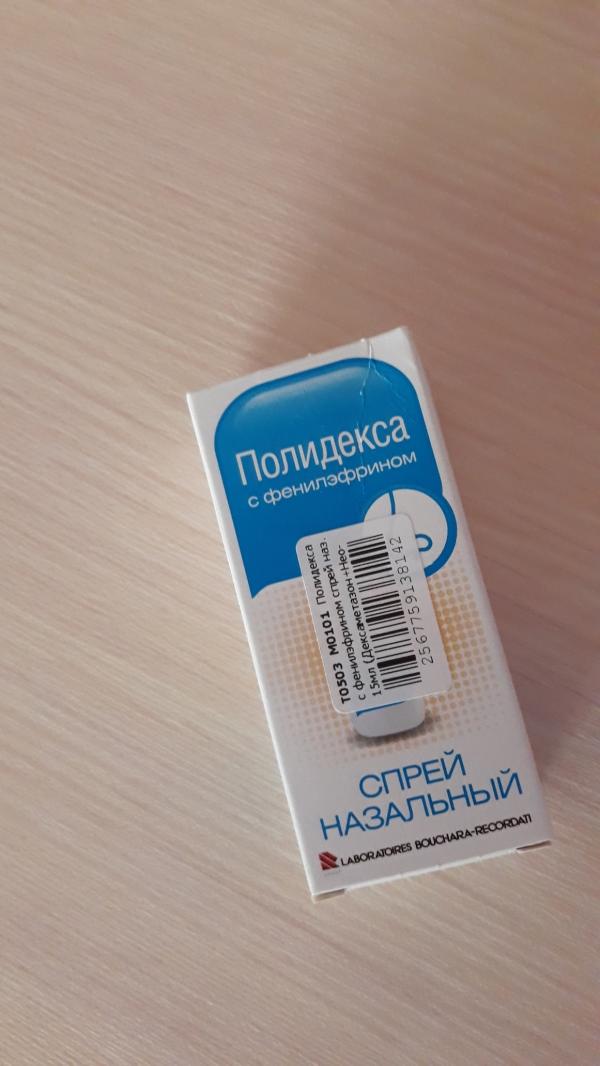 Полидекса
с фенилэфрином
T0503 M0101 Полидекса
с фенилэфрином спрей наз.
15мл (Дексаметазон+Нео-
2567759138142
СПРЕЙ
НАЗАЛЬНЫЙ
LABORATOIRES BOUCHARA-RECORDATI